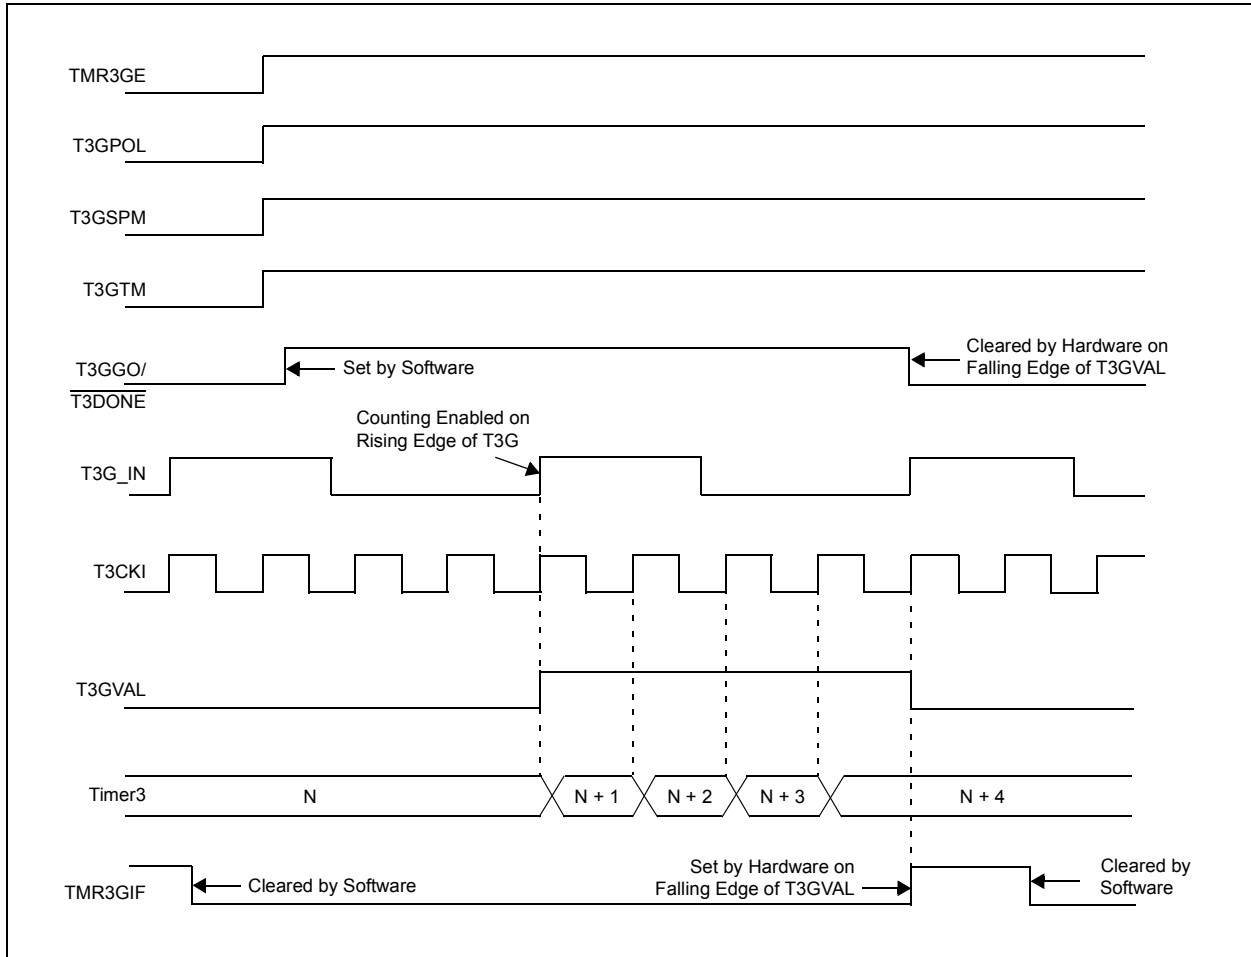 TMR3GE
T3GPOL
T3GSPM
T3GTM
T3GGO/
T3DONE
Set by Software
Cleared by Hardware on
Falling Edge of T3GVAL
Counting Enabled on
Rising Edge of T3G
T3G_IN
T3CKI
T3GVAL
Timer3
N
N + 1
N + 2
N + 3
N + 4
TMR3GIF
Cleared by Software
Set by Hardware on
Falling Edge of T3GVAL
Cleared by
Software